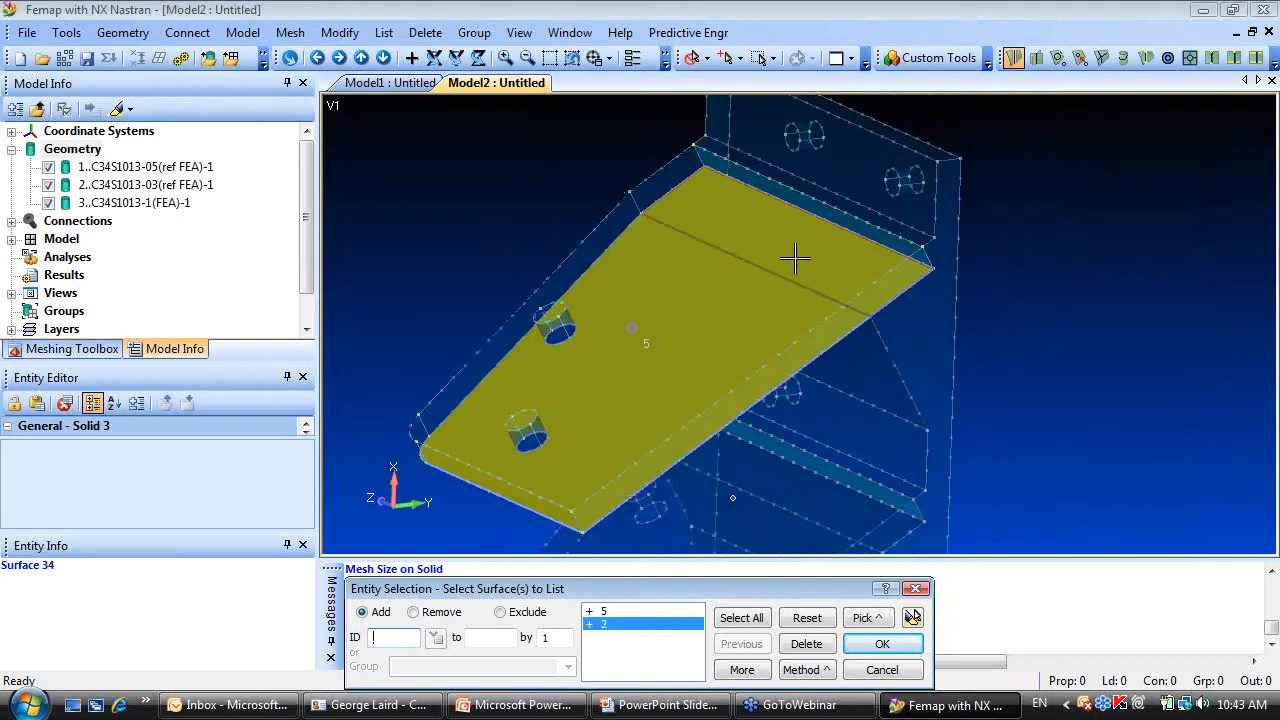 Femap with NX Nastran - [Model2 : Untitled]
File Tools Geometry Connect Model Mesh Modify List Delete Group View Window Help Predictive Engr
Custom Tools
Model Info
Model1 : Untitled Model2 : Untitled
V1
Coordinate Systems
Geometry
1..C34S1013-05(ref FEA)-1
2..C34S1013-03(ref FEA)-1
3..C34S1013-1(FEA)-1
Connections
Model
Analyses
Results
Views
Groups
Layers
Meshing Toolbox Model Info
Entity Editor
General - Solid 3
5
X
Z Y
Entity Info
Surface 34
Messages
Mesh Size on Solid
Entity Selection - Select Surface(s) to List
Add Remove Exclude
ID to by 1
or
Group
+ 5
+ 2
Select All Reset Pick ^
Previous Delete OK
More Method ^ Cancel
Ready
Prop: 0 Ld: 0 Con: 0 Grp: 0 Out: 0
Inbox - Microsoft... George Laird - C... Microsoft Power... PowerPoint Slide... GoToWebinar Femap with NX N... EN 10:43 AM